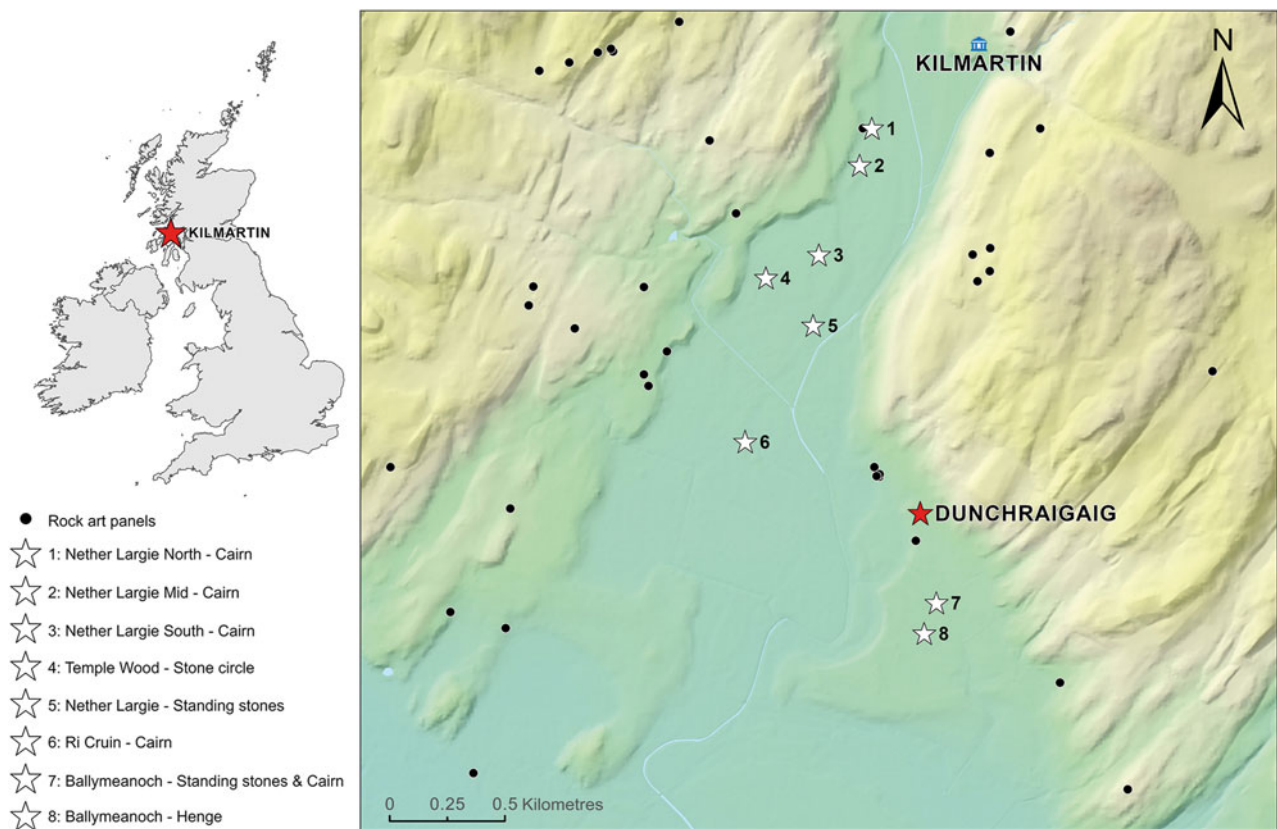 KILMARTIN
Rock art panels
1: Nether Largie North - Cairn
2: Nether Largie Mid - Cairn
3: Nether Largie South - Cairn
4: Temple Wood - Stone circle
5: Nether Largie - Standing stones
6: Ri Cruin - Cairn
7: Ballymeanoch - Standing stones & Cairn
8: Ballymeanoch - Henge
KILMARTIN
N
1
2
3
4
5
6
DUNCHRAIGAIG
7
8
0 0.25 0.5 Kilometres